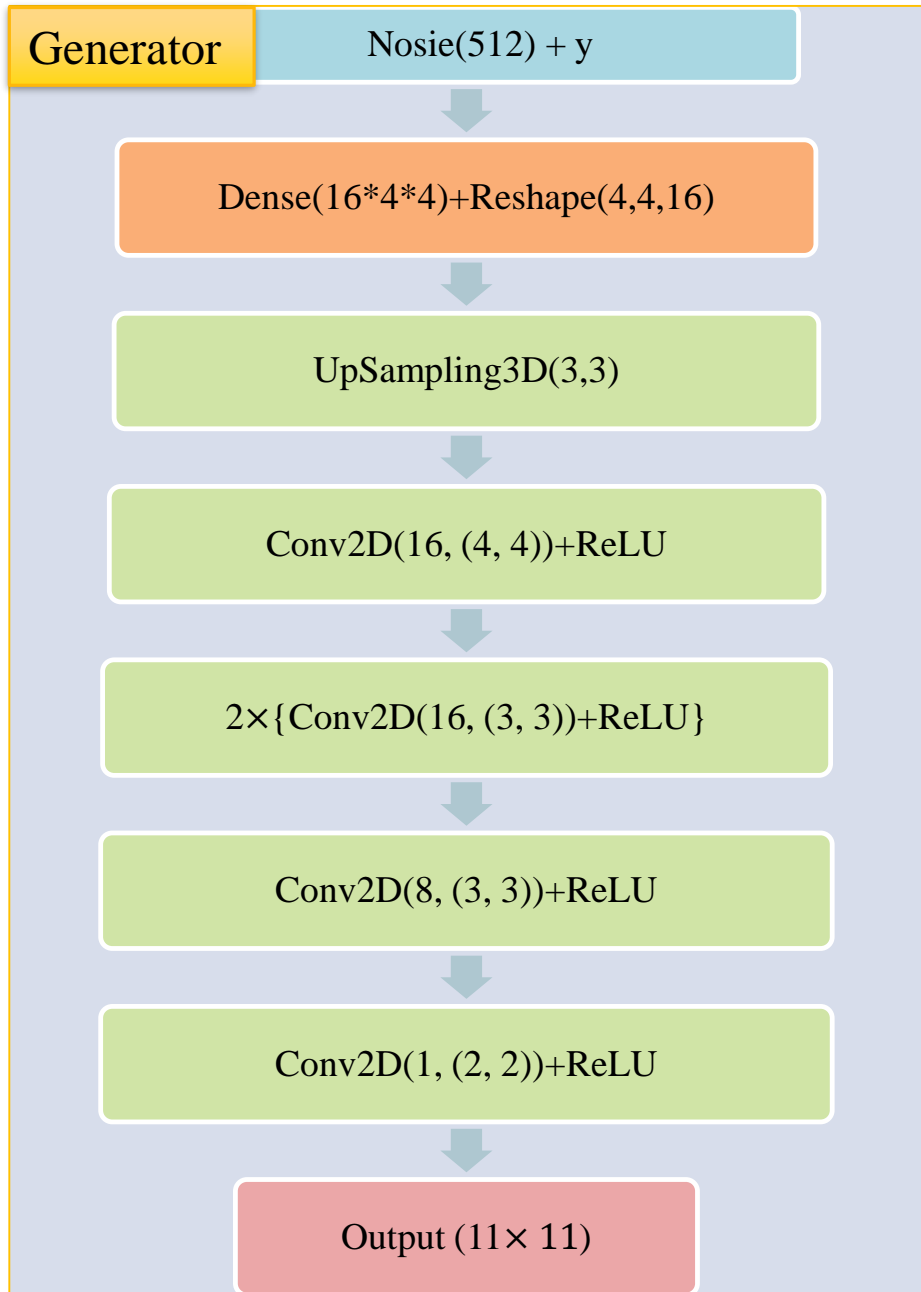 Generator
Nosie(512) + y
Dense(16*4*4)+Reshape(4,4,16)
UpSampling3D(3,3)
Conv2D(16, (4, 4))+ReLU
2×{Conv2D(16, (3, 3))+ReLU}
Conv2D(8, (3, 3))+ReLU
Conv2D(1, (2, 2))+ReLU
Output (11× 11)